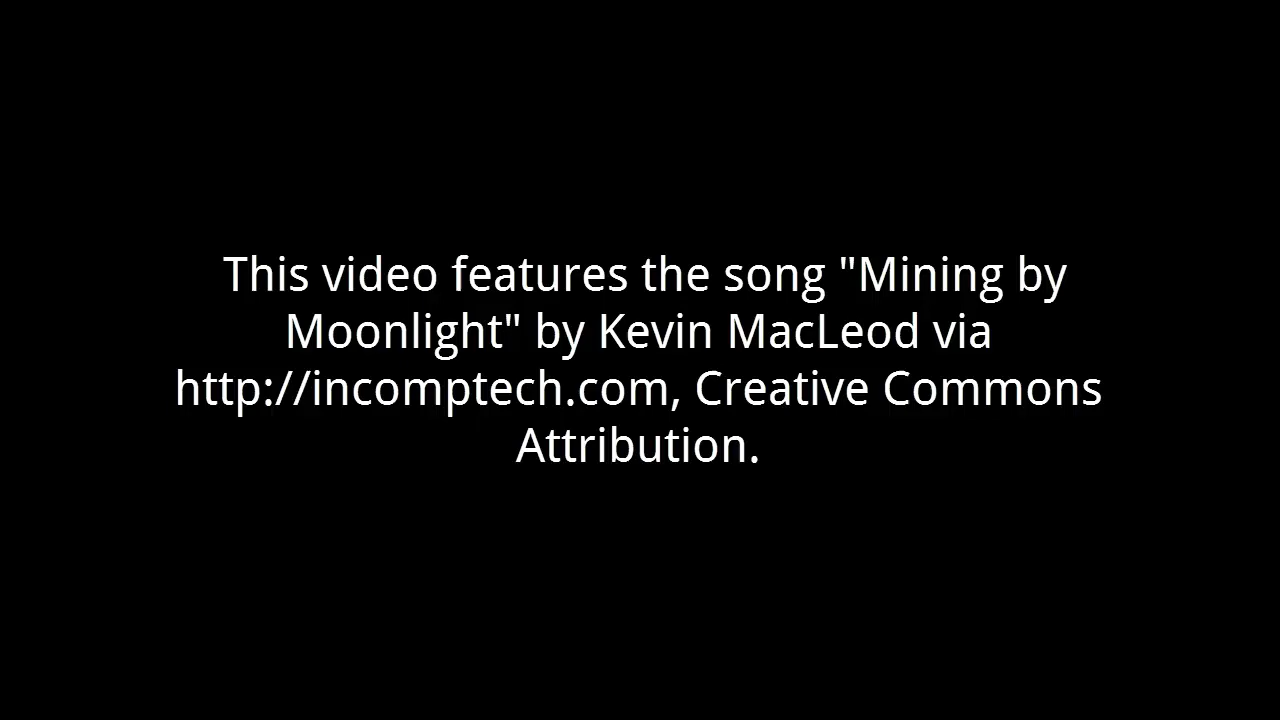 This video features the song "Mining by
Moonlight" by Kevin MacLeod via
http://incomptech.com, Creative Commons
Attribution.